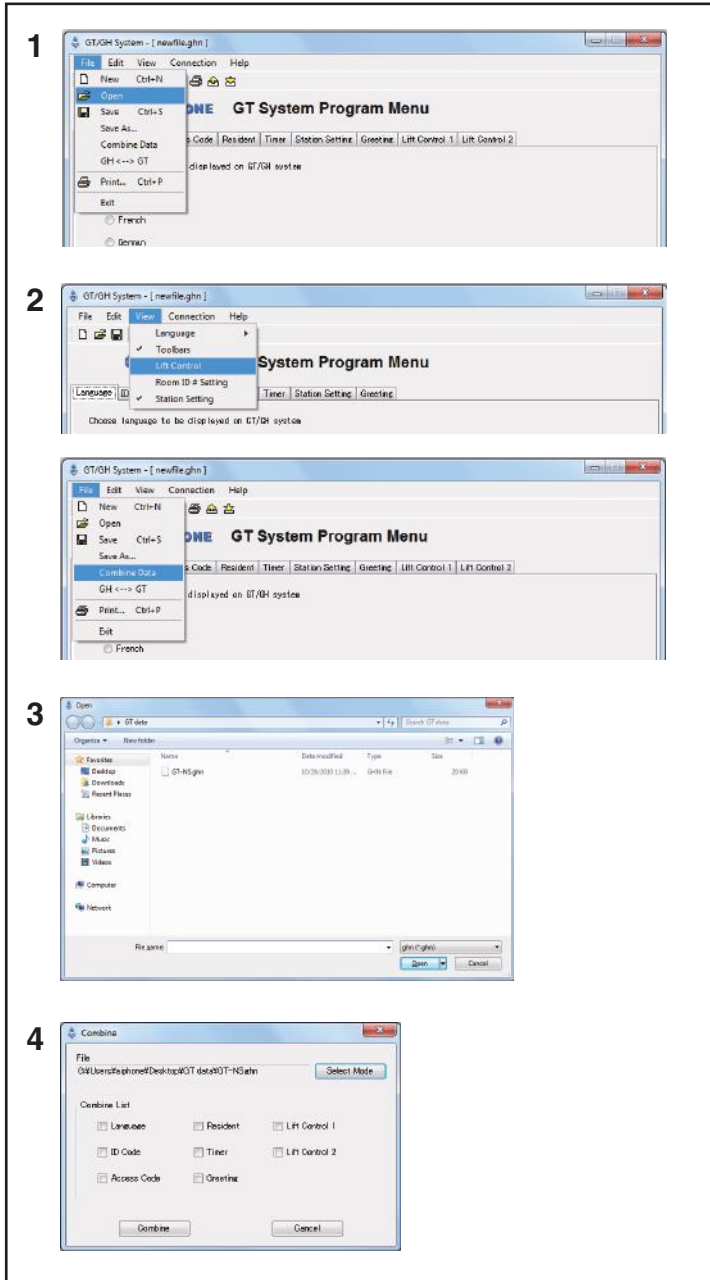 1
GT/GH System - [ newfile.ghn ]
File Edit View Connection Help
New Ctrl+N
Open
Save Ctrl+S
Save As...
Combine Data
GH <--> GT
Print... Ctrl+P
Exit
GT System Program Menu
Code Resident Timer Station Setting Greeting Lift Control 1 Lift Control 2
displayed on GT/GH system
French
German
2
GT/GH System - [ newfile.ghn ]
File Edit View Connection Help
Language
Toolbars
Lift Control
Room ID # Setting
Station Setting
System Program Menu
Language Timer Station Setting Greeting
Choose language to be displayed on GT/GH system
GT/GH System - [ newfile.ghn ]
File Edit View Connection Help
New Ctrl+N
Open
Save Ctrl+S
Save As...
Combine Data
GH <--> GT
Print... Ctrl+P
Exit
ONE GT System Program Menu
Code Resident Timer Station Setting Greeting Lift Control 1 Lift Control 2
displayed on GT/GH system
French
3
Open
GT data
Search GT data
Organize New folder
Favorites
Desktop
Downloads
Recent Places
Libraries
Documents
Music
Pictures
Videos
Computer
Network
Name Date modified Type Size
GT-NS.ghn GHN File
File name
ghn (*.ghn)
Open Cancel
4
Combine
File
Select Mode
Combine List
Language Resident Lift Control 1
ID Code Timer Lift Control 2
Access Code Greeting
Combine Cancel